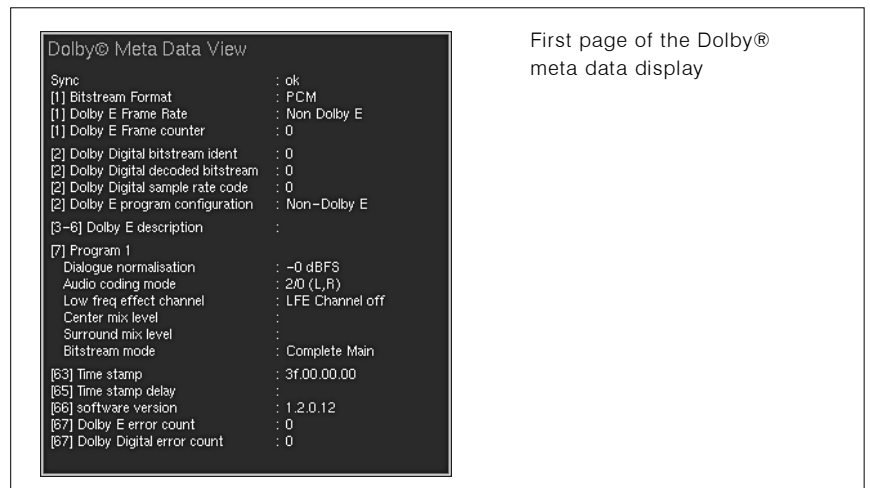 Dolby© Meta Data View
Sync : ok
[1] Bitstream Format : PCM
[1] Dolby E Frame Rate : Non Dolby E
[1] Dolby E Frame counter : 0
[2] Dolby Digital bitstream ident : 0
[2] Dolby Digital decoded bitstream : 0
[2] Dolby Digital sample rate code : 0
[2] Dolby E program configuration : Non-Dolby E
[3-6] Dolby E description :
[7] Program 1
Dialogue normalisation : -0 dBFS
Audio coding mode : 2/0 (L,R)
Low freq effect channel : LFE Channel off
Center mix level :
Surround mix level :
Bitstream mode : Complete Main
[63] Time stamp : 3f.00.00.00
[65] Time stamp delay :
[66] software version : 1.2.0.12
[67] Dolby E error count : 0
[67] Dolby Digital error count : 0
First page of the Dolby®
meta data display